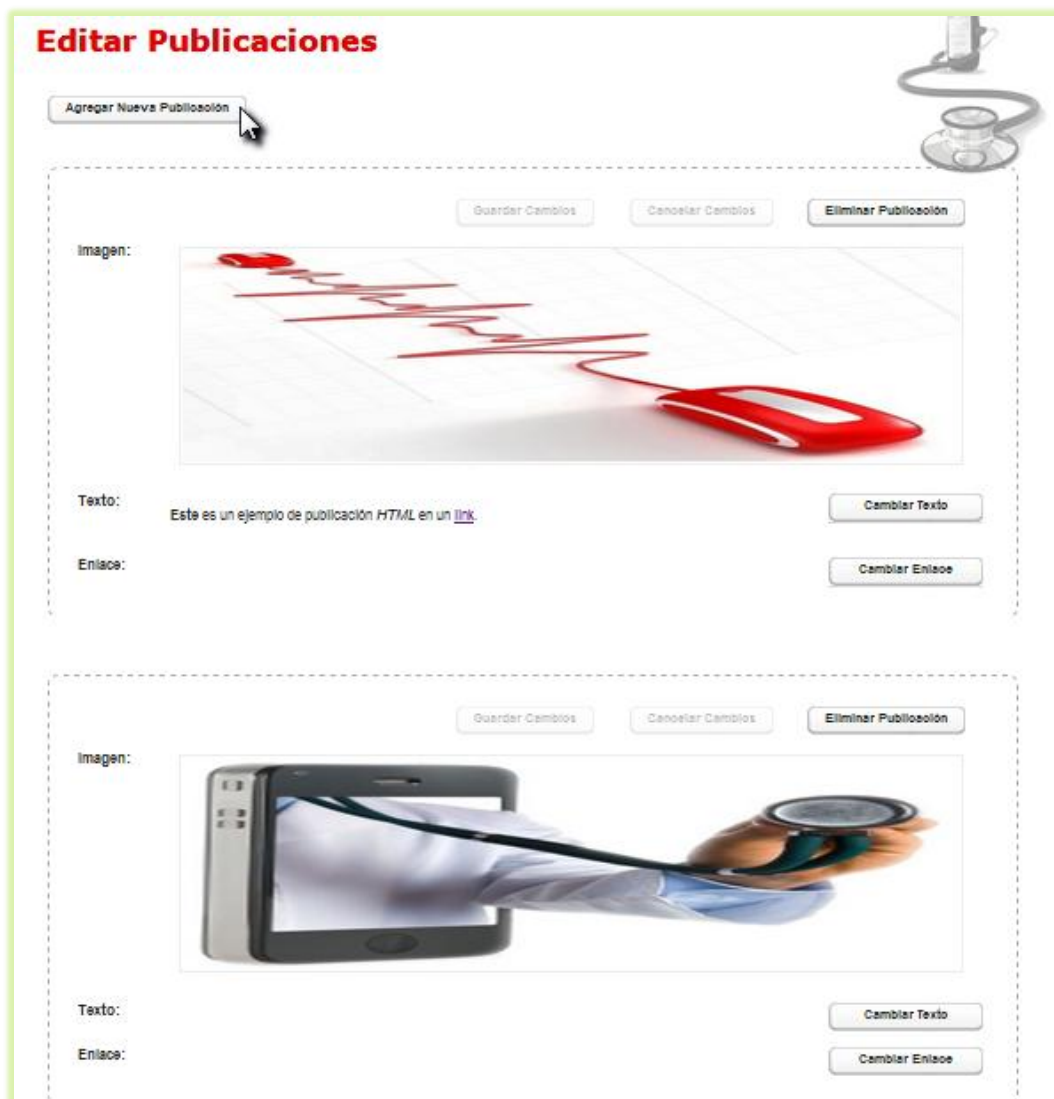 Editar Publicaciones
Agregar Nueva Publicación
Guardar Cambios Cancelar Cambios Eliminar Publicación
Imagen:
Texto:
Este es un ejemplo de publicación HTML en un link.
Cambiar Texto
Enlace:
Cambiar Enlace
Guardar Cambios Cancelar Cambios Eliminar Publicación
Imagen:
Texto:
Cambiar Texto
Enlace:
Cambiar Enlace